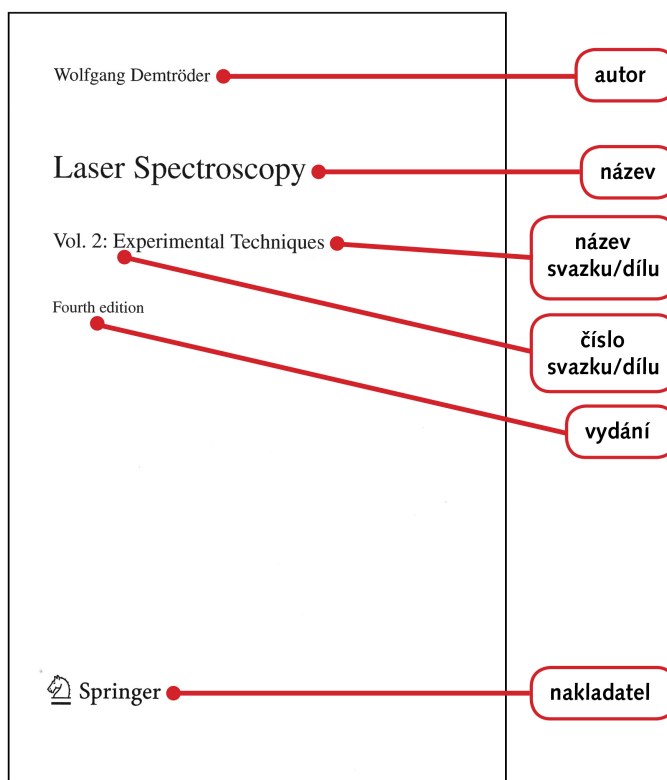 Wolfgang Demtröder
autor
Laser Spectroscopy
název
Vol. 2: Experimental Techniques
název
svazku/dílu
Fourth edition
číslo
svazku/dílu
vydání
Springer
nakladatel